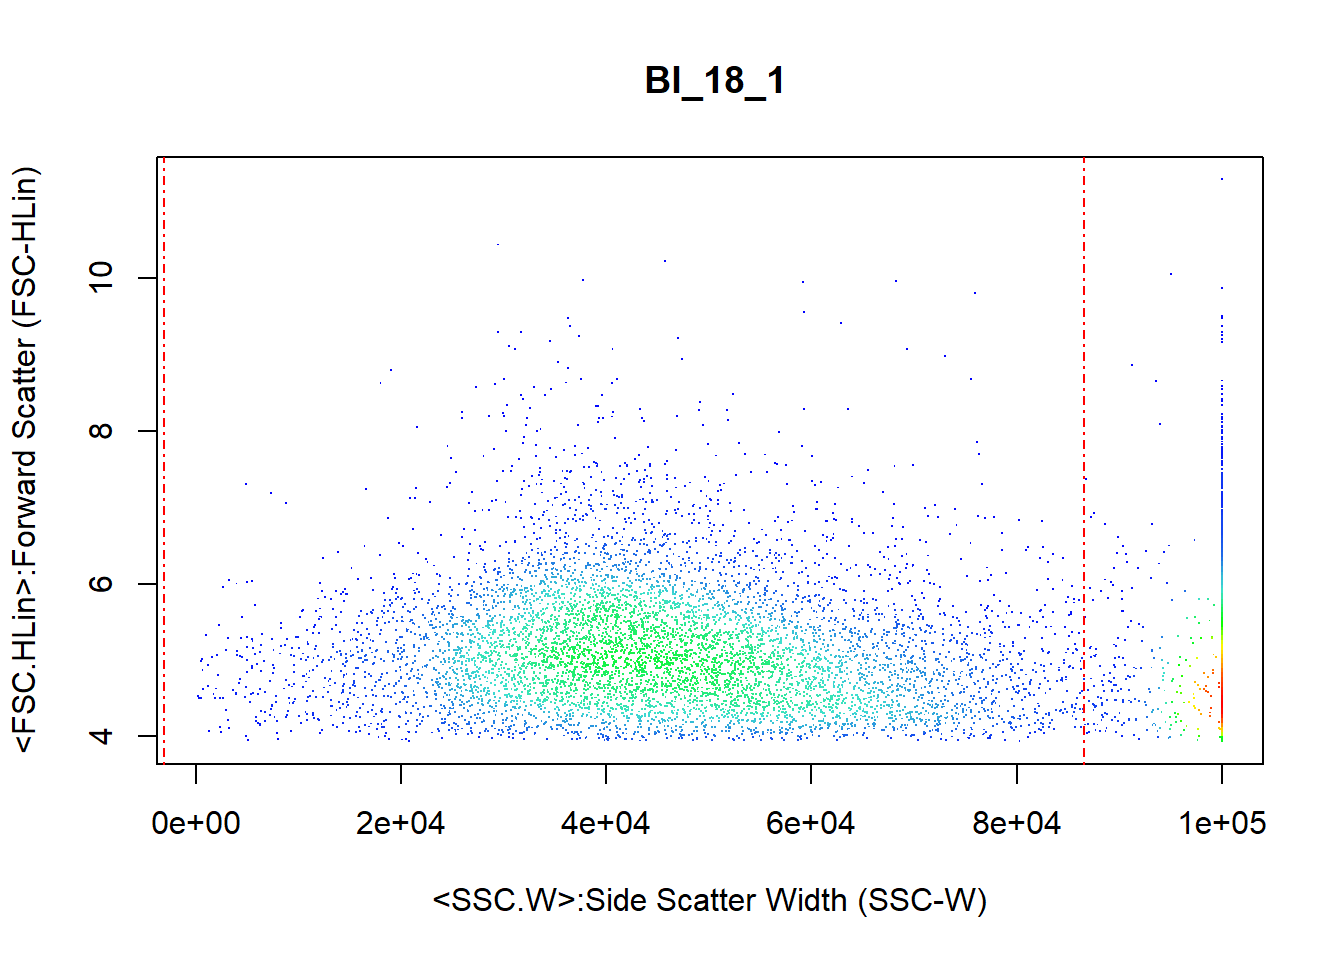 BI_18_1
<FSC.HLin>:Forward Scatter (FSC-HLin)
10
8
6
4
0e+00 2e+04 4e+04 6e+04 8e+04 1e+05
<SSC.W>:Side Scatter Width (SSC-W)